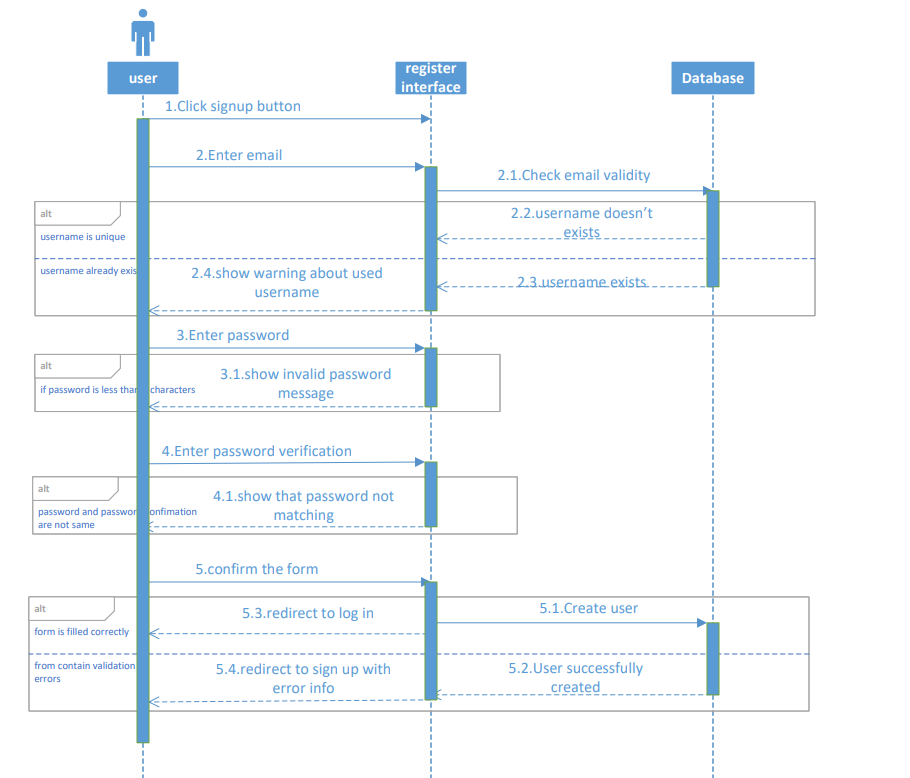 user
register
interface
Database
1.Click signup button
2.Enter email
2.1.Check email validity
alt
username is unique
2.2.username doesn't
exists
username already exis
2.3.username exists
2.4.show warning about used
username
3.Enter password
alt
if password is less than characters
3.1.show invalid password
message
4.Enter password verification
alt
password and passwor onfimation
are not same
4.1.show that password not
matching
5.confirm the form
alt
form is filled correctly
5.1.Create user
5.3.redirect to log in
from contain validation
errors
5.2.User successfully
created
5.4.redirect to sign up with
error info